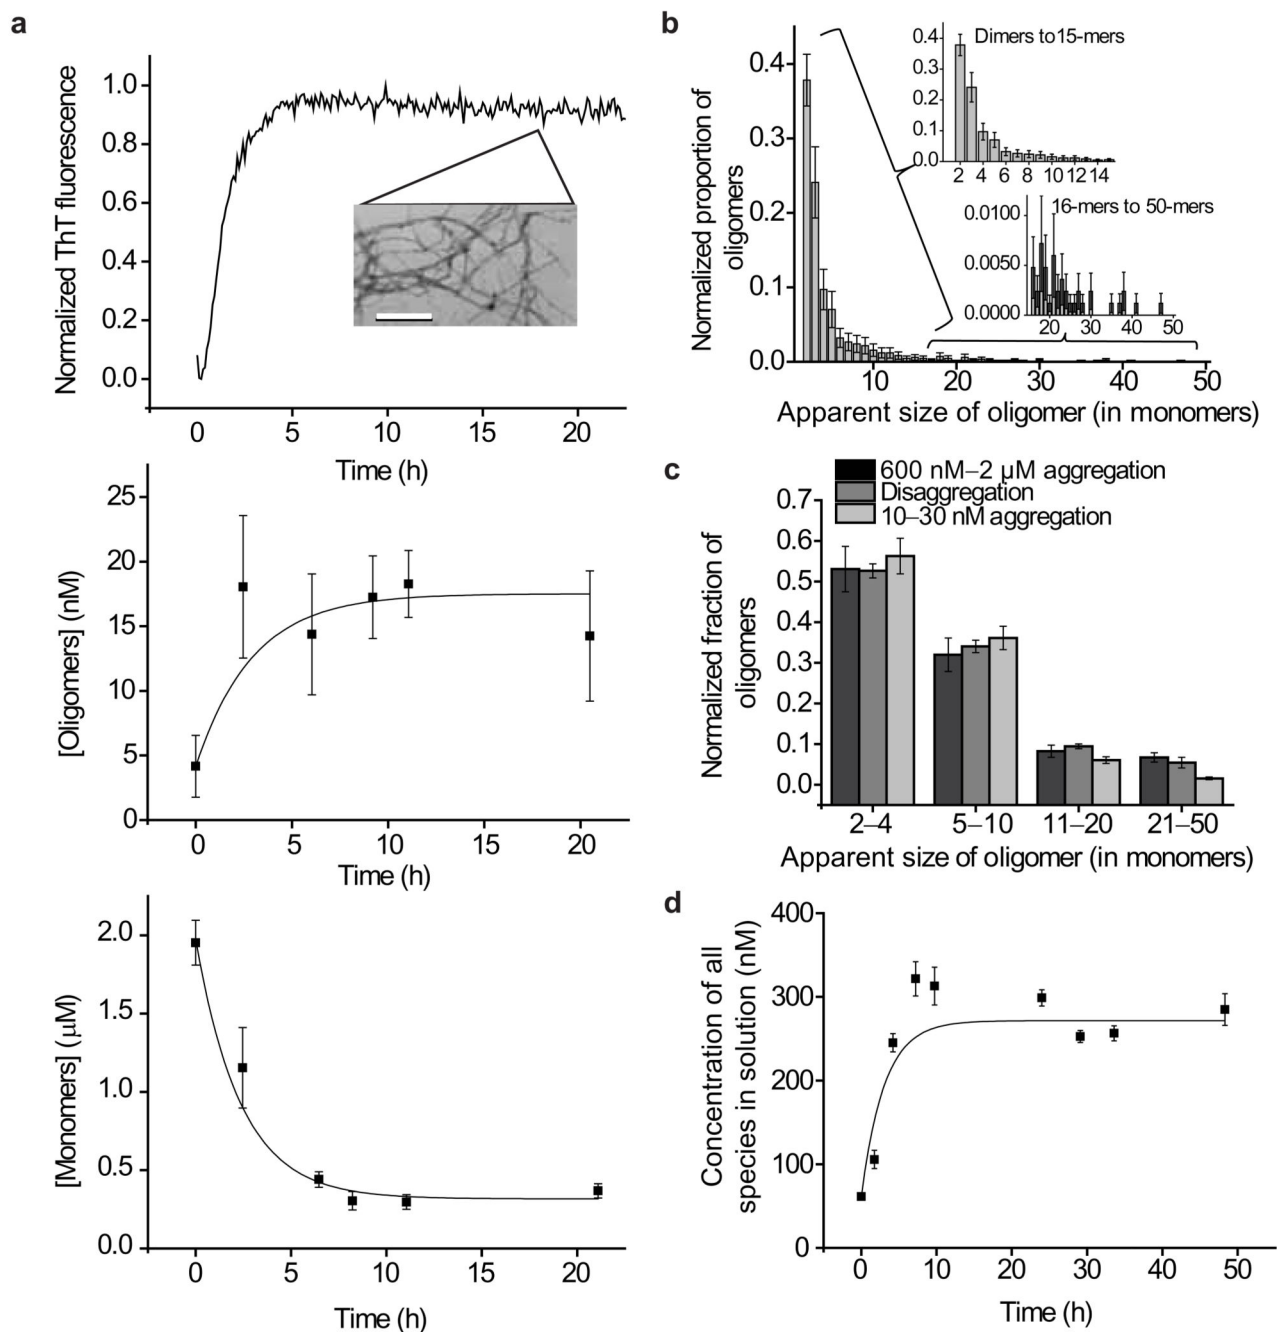 a
Normalized ThT fluorescence
1.0
0.8
0.6
0.4
0.2
0.0
0 5 10 15 20
Time (h)
[Oligomers] (nM)
25
20
15
10
5
0
0 5 10 15 20
Time (h)
[Monomers] (μM)
2.0
1.5
1.0
0.5
0.0
0 5 10 15 20
Time (h)
b
Normalized proportion of
oligomers
0.4
0.3
0.2
0.1
0.0
10 20 30 40 50
Apparent size of oligomer (in monomers)
Dimers to 15-mers
0.4
0.3
0.2
0.1
0.0
2 4 6 8 10 12 14
16-mers to 50-mers
0.0100
0.0050
0.0000
20 30 40 50
c
600 nM–2 μM aggregation
Disaggregation
10–30 nM aggregation
Normalized fraction of
oligomers
0.7
0.6
0.5
0.4
0.3
0.2
0.1
0.0
2–4 5–10 11–20 21–50
Apparent size of oligomer (in monomers)
d
Concentration of all
species in solution (nM)
400
300
200
100
0
0 10 20 30 40 50
Time (h)